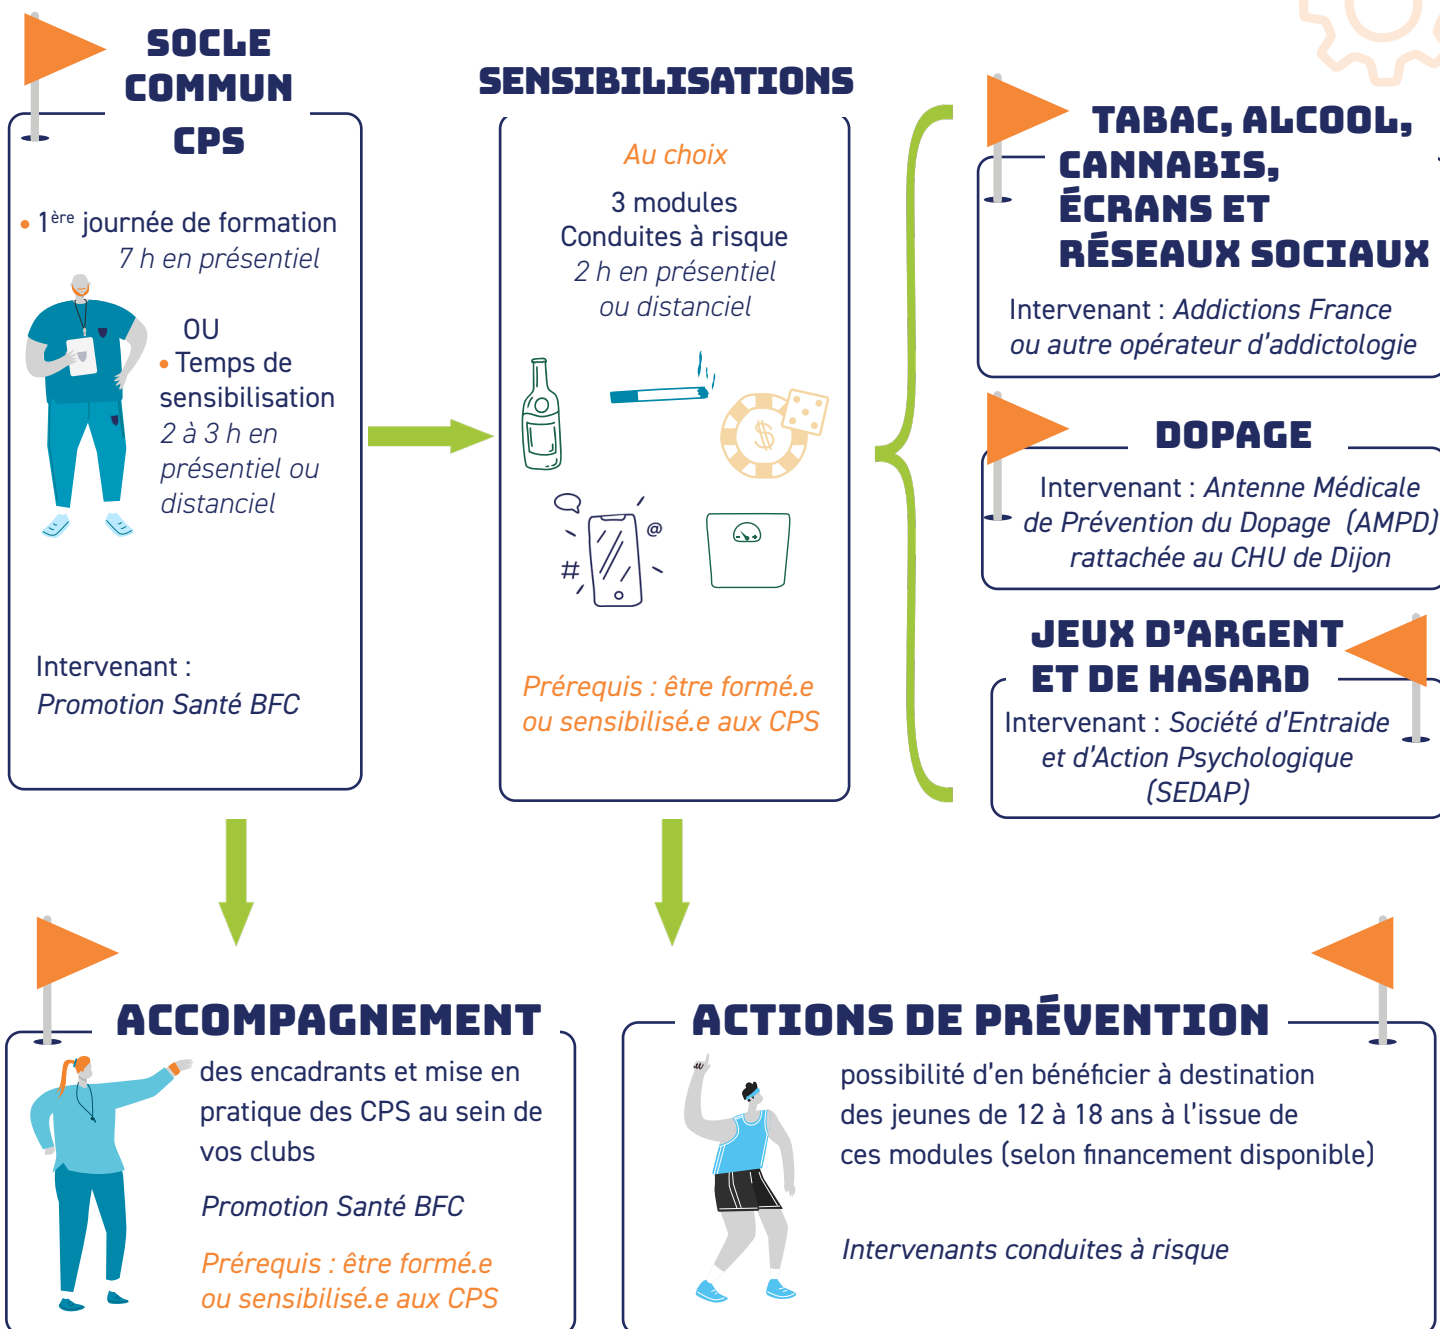 SOCLE
COMMUN
CPS
• 1ère journée de formation
7 h en présentiel
OU
• Temps de
sensibilisation
2 à 3 h en
présentiel ou
distanciel
Intervenant :
Promotion Santé BFC
SENSIBILISATIONS
Au choix
3 modules
Conduites à risque
2 h en présentiel
ou distanciel
$
@
#
- +
Prérequis : être formé.e
ou sensibilisé.e aux CPS
TABAC, ALCOOL,
CANNABIS,
ÉCRANS ET
RÉSEAUX SOCIAUX
Intervenant : Addictions France
ou autre opérateur d'addictologie
DOPAGE
Intervenant : Antenne Médicale
de Prévention du Dopage (AMPD)
rattachée au CHU de Dijon
JEUX D'ARGENT
ET DE HASARD
Intervenant : Société d'Entraide
et d'Action Psychologique
(SEDAP)
ACCOMPAGNEMENT
des encadrants et mise en
pratique des CPS au sein de
vos clubs
Promotion Santé BFC
Prérequis : être formé.e
ou sensibilisé.e aux CPS
ACTIONS DE PRÉVENTION
possibilité d'en bénéficier à destination
des jeunes de 12 à 18 ans à l'issue de
ces modules (selon financement disponible)
Intervenants conduites à risque